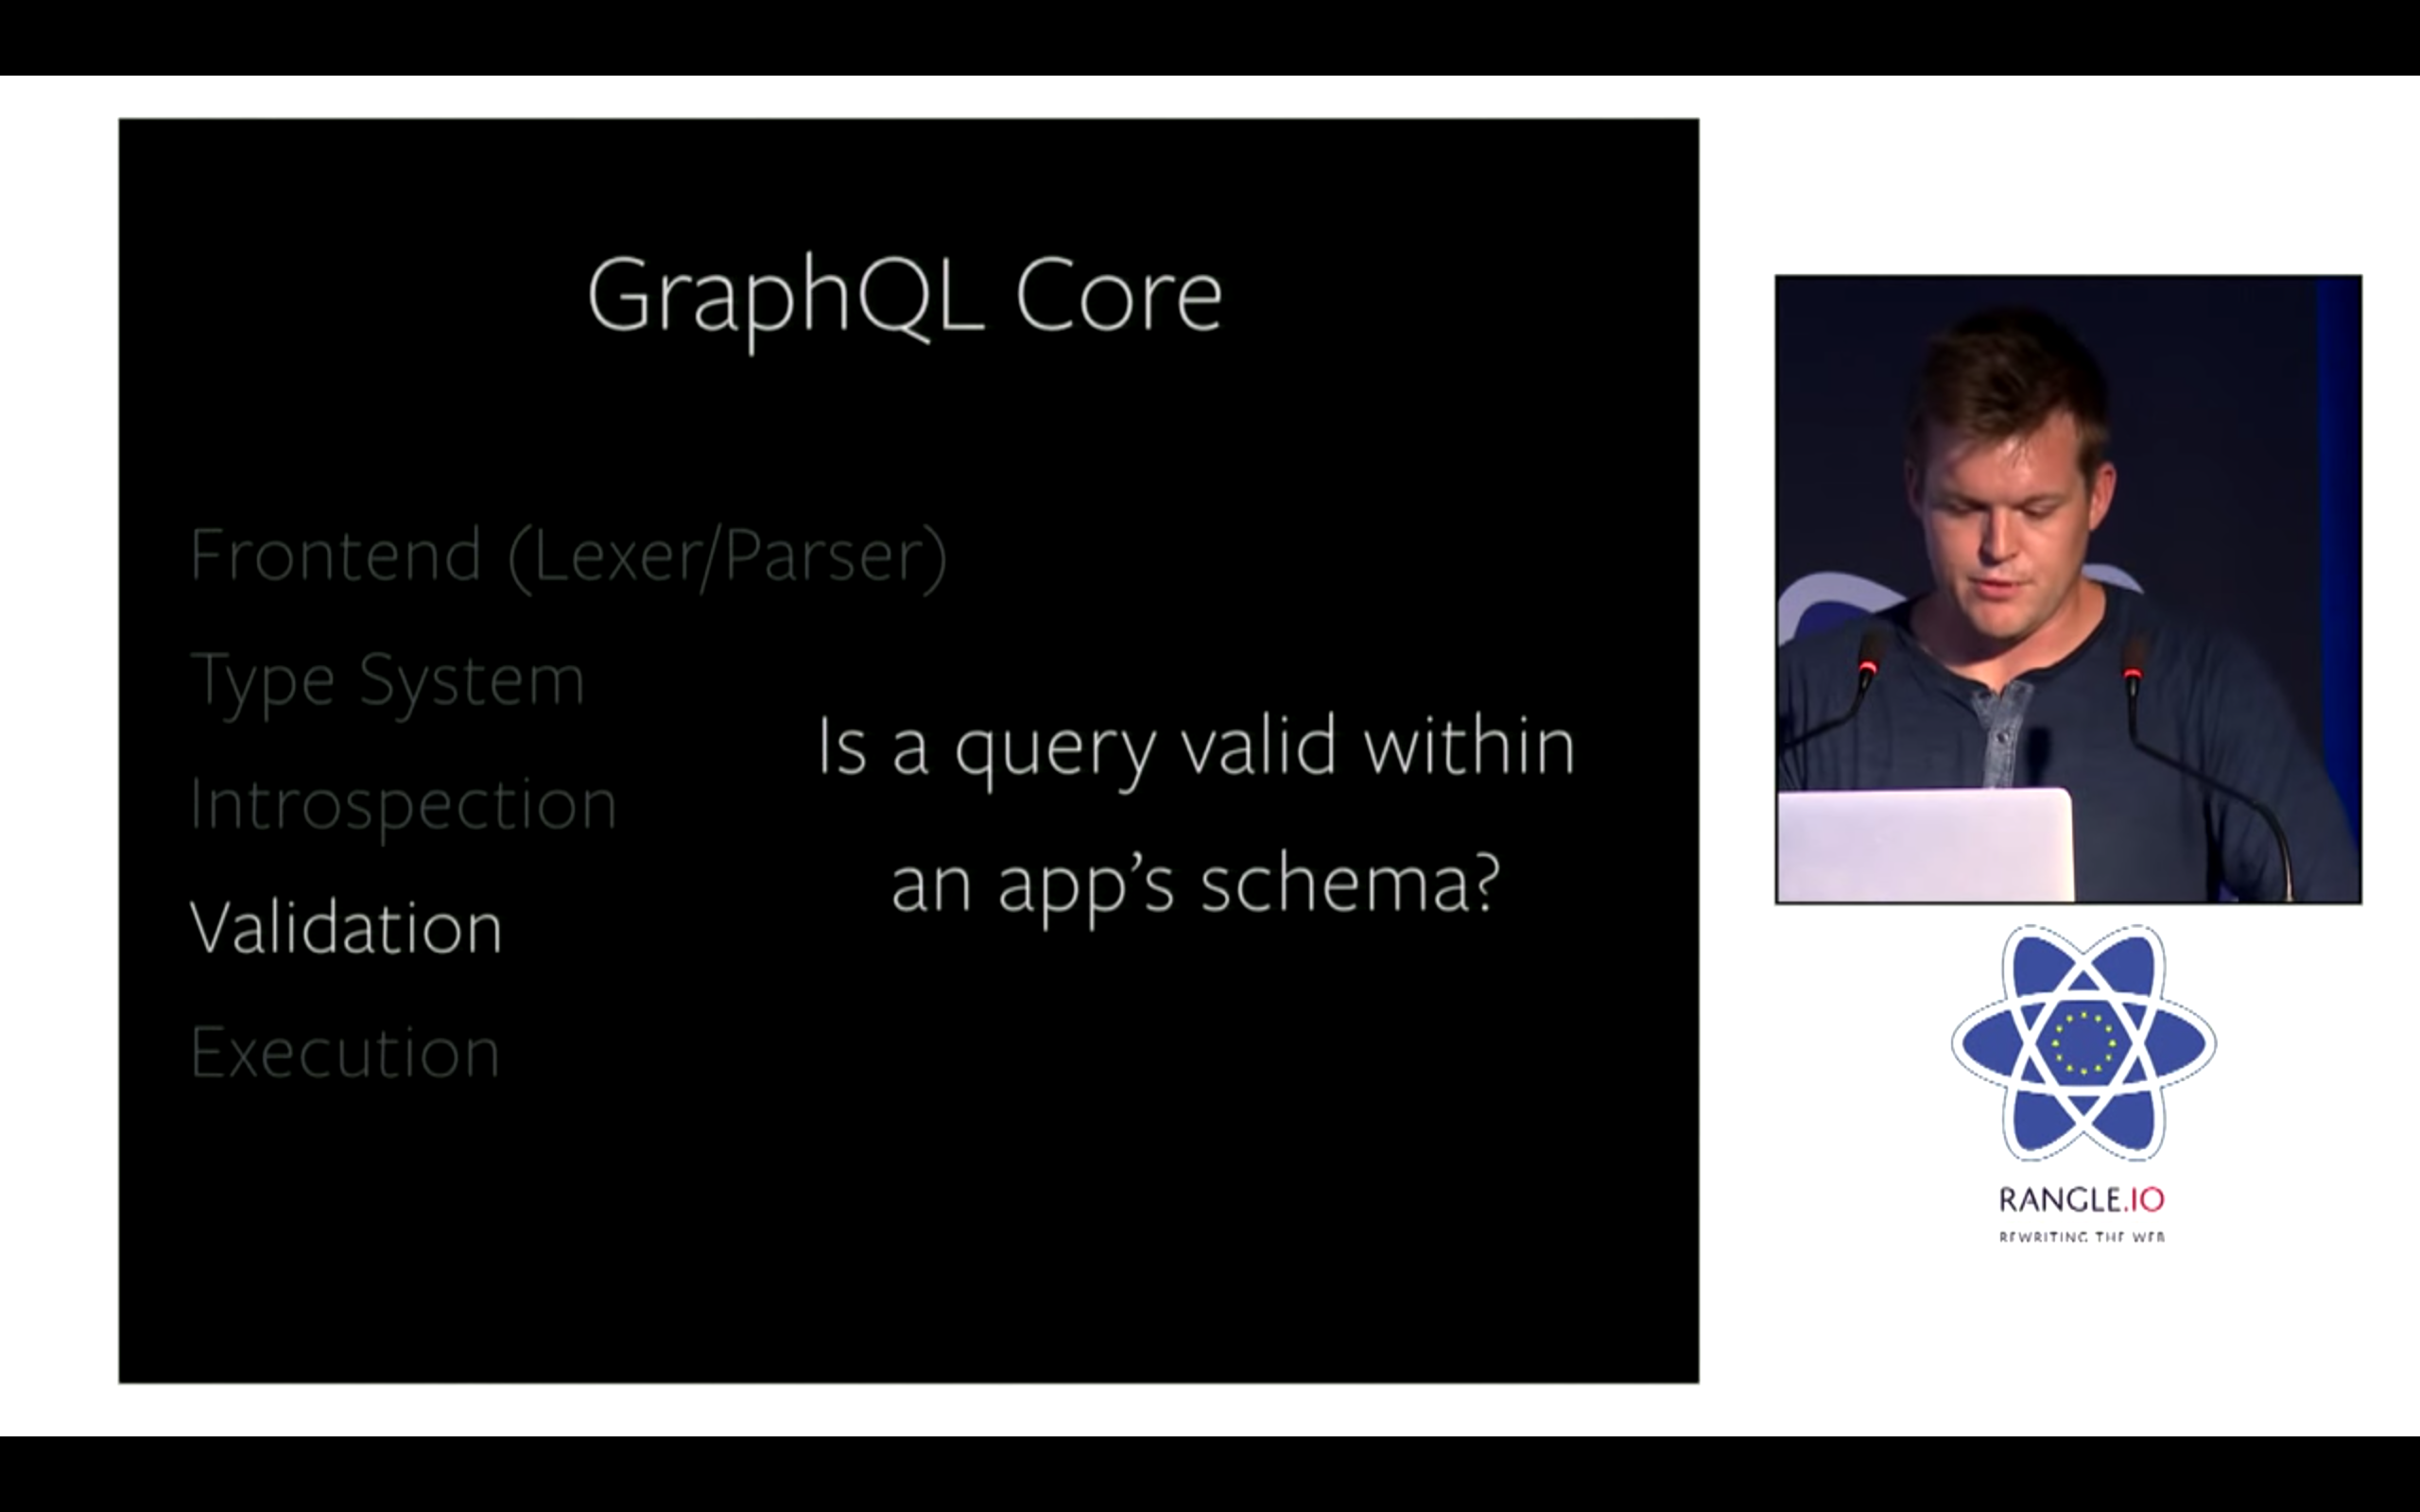 GraphQL Core
Frontend (Lexer/Parser)
Type System
Introspection
Validation
Execution
Is a query valid within
an app’s schema?
RANGLE.IO
REWRITING THE WEB